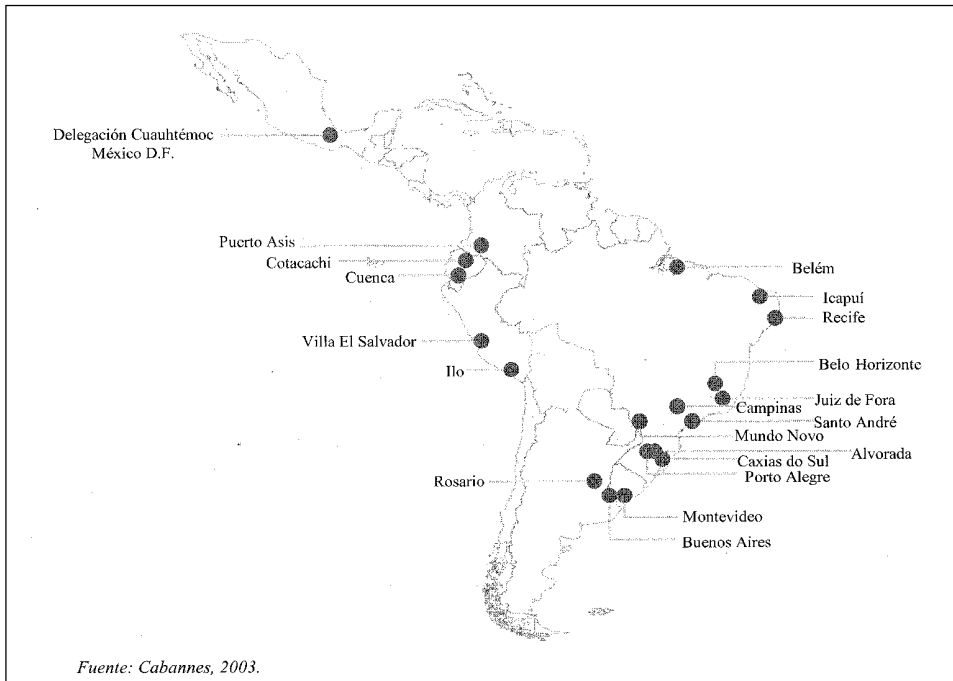 Delegación Cuauhtémoc
México D.F.
Puerto Asis
Cotacachí
Cuenca
Belém
Icapuí
Recife
Villa El Salvador
Ilo
Belo Horizonte
Juiz de Fora
Campinas
Santo André
Mundo Novo
Alvorada
Caxias do Sul
Porto Alegre
Rosario
Montevideo
Buenos Aires
Fuente: Cabannes, 2003.